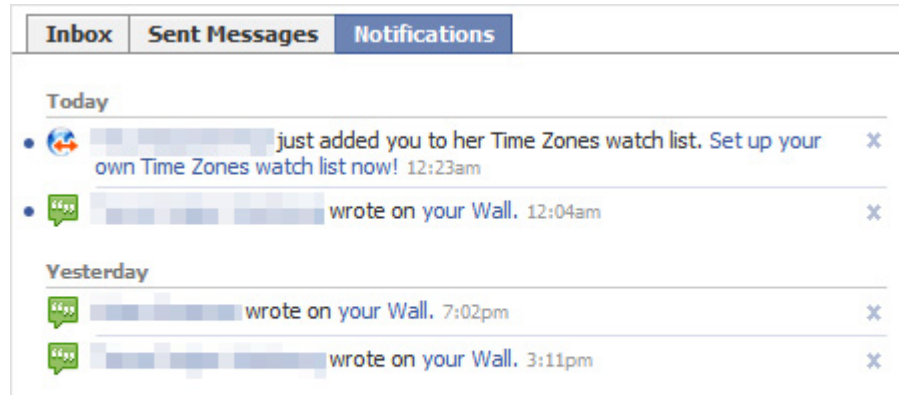 Inbox Sent Messages Notifications
Today
just added you to her Time Zones watch list. Set up your
own Time Zones watch list now! 12:23am
wrote on your Wall. 12:04am
Yesterday
wrote on your Wall. 7:02pm
wrote on your Wall. 3:11pm